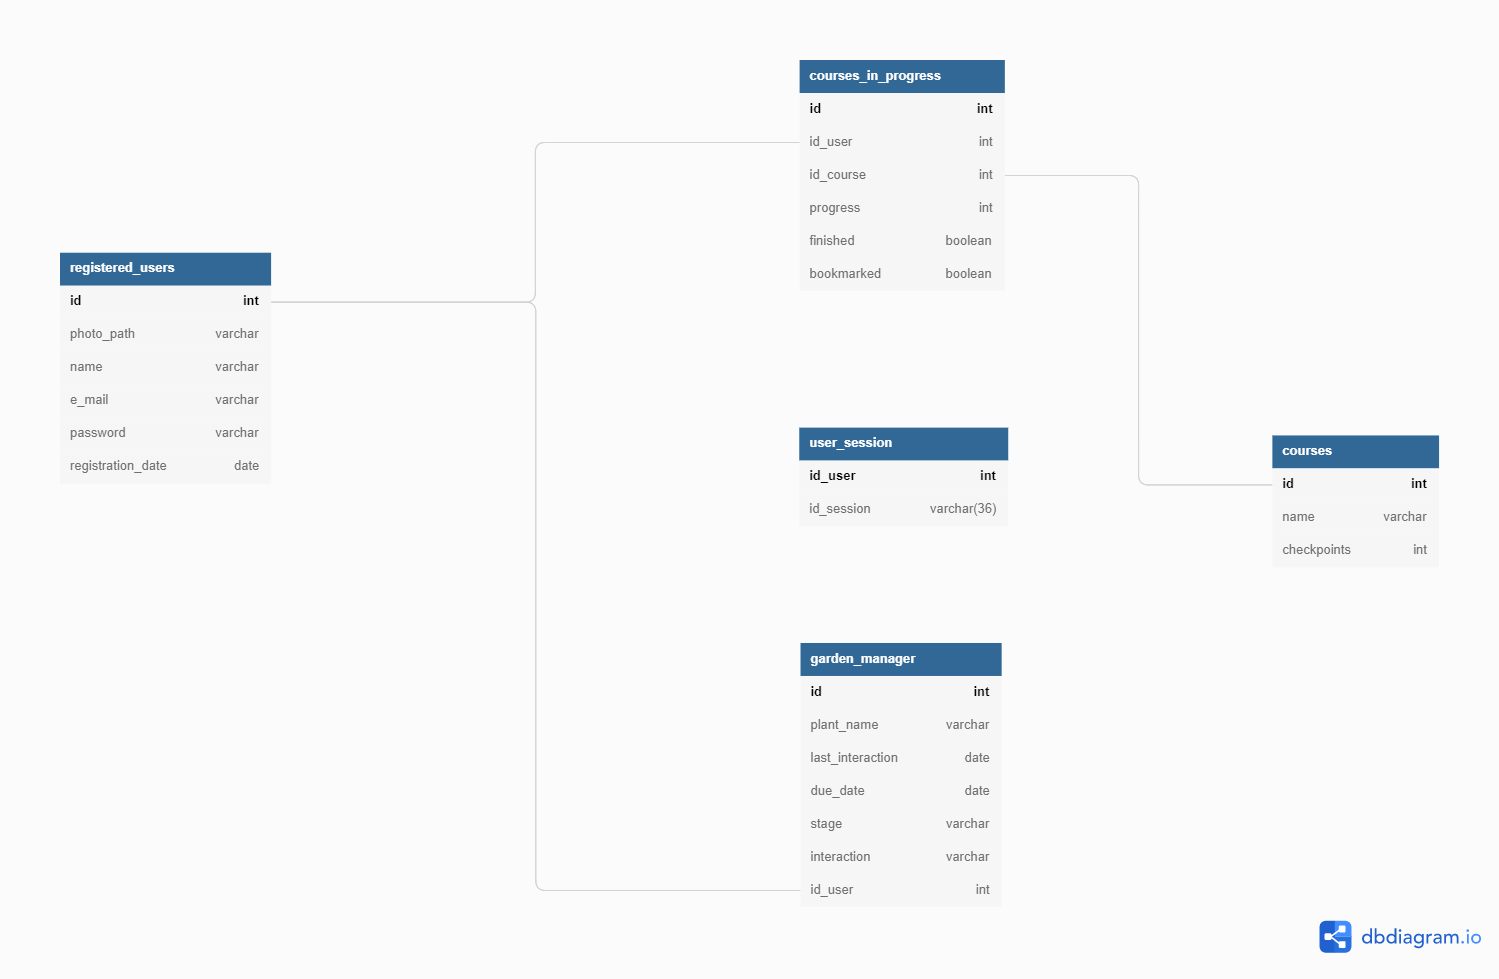 courses_in_progress
id int
id_user int
id_course int
progress int
finished boolean
bookmarked boolean
registered_users
id int
photo_path varchar
name varchar
e_mail varchar
password varchar
registration_date date
user_session
id_user int
id_session varchar(36)
courses
id int
name varchar
checkpoints int
garden_manager
id int
plant_name varchar
last_interaction date
due_date date
stage varchar
interaction varchar
id_user int
dbdiagram.io